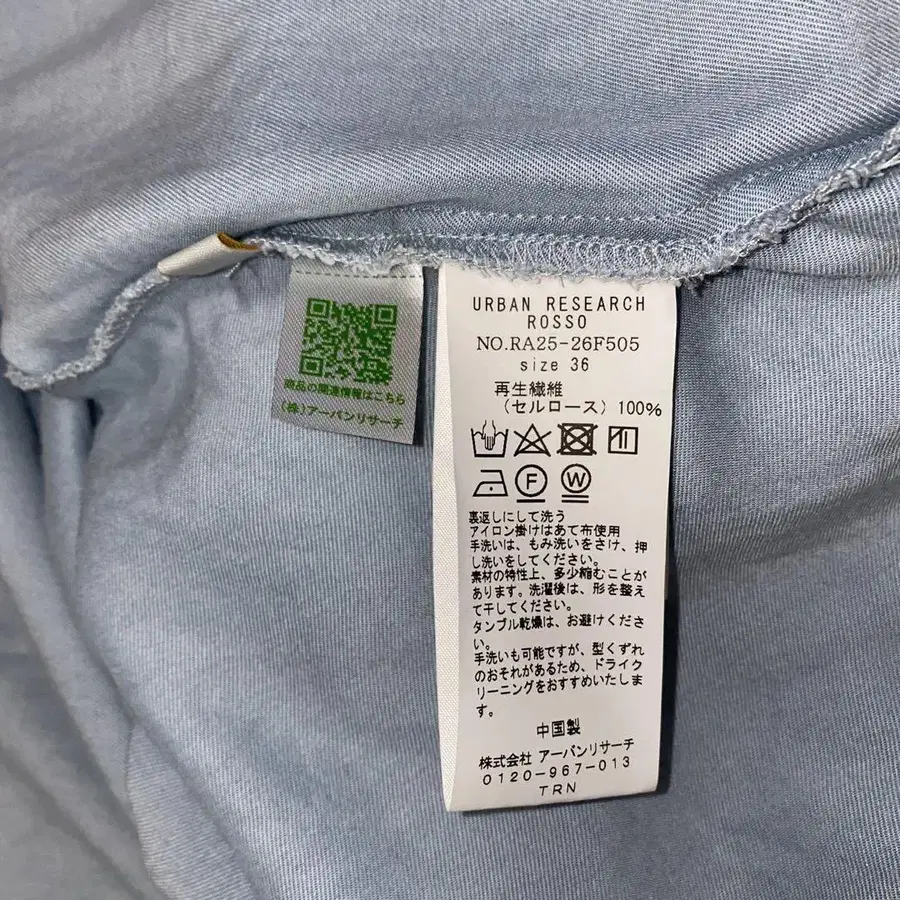 商品の関連情報はこちら
(株)アーバンリサーチ
URBAN RESEARCH
ROSSO
NO.RA25-26F505
size 36
再生繊維
(セルロース) 100%
F
W
裏返しにして洗う
アイロン掛けはあて布使用
手洗いは、もみ洗いをさけ、押
し洗いをしてください。
素材の特性上、多少縮むことが
あります。洗濯後は、形を整え
て干してください。
タンブル乾燥は、お避けくださ
い。
手洗いも可能ですが、型くずれ
のおそれがあるため、ドライク
リーニングをおすすめいたしま
す。
中国製
株式会社 アーバンリサーチ
0120-967-013
TRN